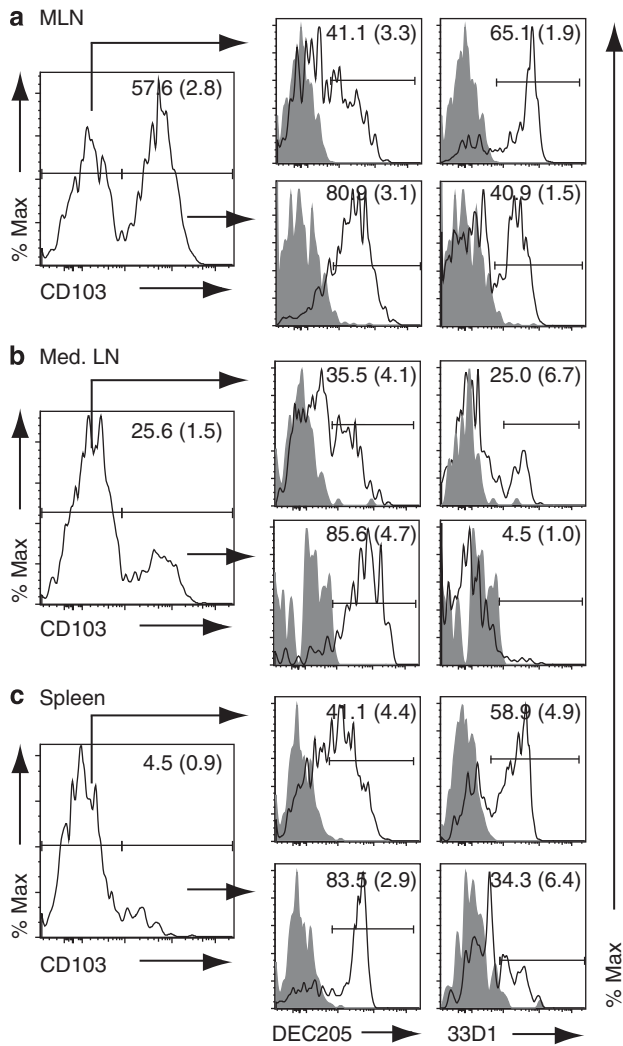 a MLN
57.6 (2.8)
% Max
CD103
41.1 (3.3)
65.1 (1.9)
80.9 (3.1)
40.9 (1.5)
b Med. LN
25.6 (1.5)
% Max
CD103
35.5 (4.1)
25.0 (6.7)
85.6 (4.7)
4.5 (1.0)
c Spleen
4.5 (0.9)
% Max
CD103
41.1 (4.4)
58.9 (4.9)
83.5 (2.9)
34.3 (6.4)
DEC205
33D1
% Max